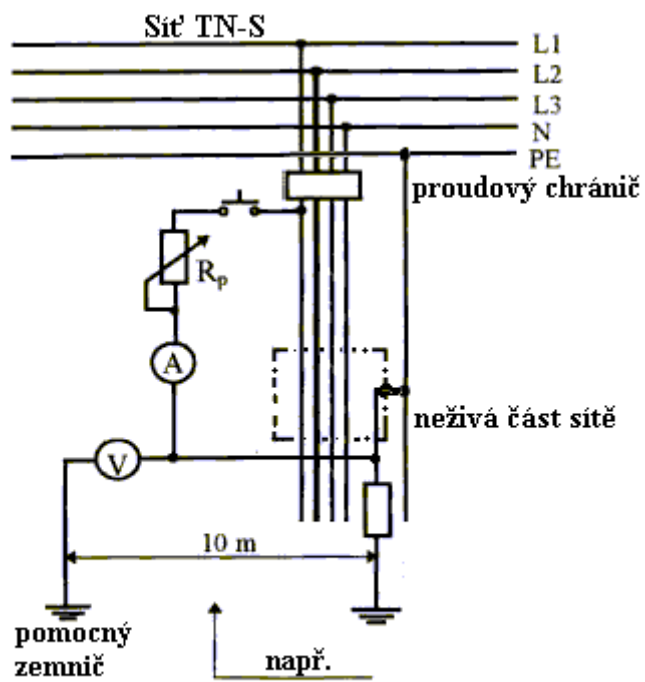 Síť TN-S
L1
L2
L3
N
PE
proudový chránič
Rp
A
neživá část sítě
V
10 m
pomocný
zemnič
např.